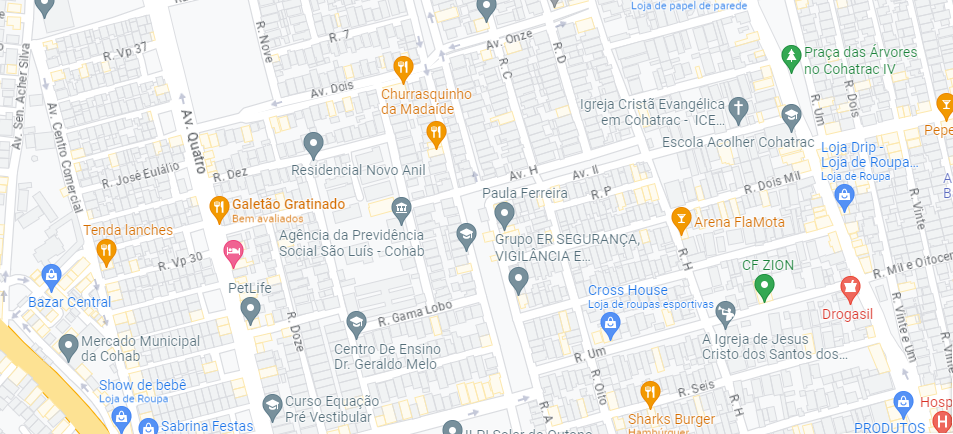 Loja de papel de parede
R. Vp 37
R. Nove
R. 7
Av. Onze
R. C
R. D
Av. Sen. Acher Silva
Av. Centro Comercial
Praça das Árvores
no Cohatrac IV
Av. Dois
Churrasquinho
da Madaíde
Igreja Cristã Evangélica
em Cohatrac - ICE...
R. Um
R. Dois
Escola Acolher Cohatrac
Av. Quatro
Loja Drip -
Loja de Roupa...
Loja de Roupa
Residencial Novo Anil
R. José Eulálio
R. Dez
Av. H
Av. II
R. P
R. Dois Mil
Paula Ferreira
Galetão Gratinado
Bem avaliados
Arena FlaMota
Tenda lanches
Agência da Previdência
Social São Luís - Cohab
Grupo ER SEGURANÇA,
VIGILÂNCIA E...
R. Vp 30
R. H
CF ZION
R. Mil e Oitocen
PetLife
Bazar Central
Cross House
Loja de roupas esportivas
Drogasil
R. Vinte e Um
R. Vinte
R. Gama Lobo
R. Doze
Mercado Municipal
da Cohab
Centro De Ensino
Dr. Geraldo Melo
R. Um
A Igreja de Jesus
Cristo dos Santos dos...
Show de bebê
Loja de Roupa
R. Oito
R. Seis
R. H
R. A
Curso Equação
Pré Vestibular
Sharks Burger
Hambúrguer
Sabrina Festas
PRODUTOS
Hosp